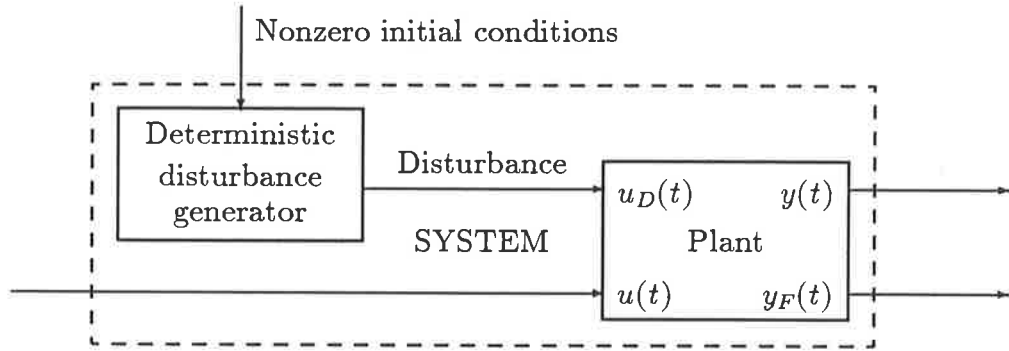 Nonzero initial conditions
Deterministic
disturbance
generator
Disturbance
SYSTEM
u_D(t) y(t)
Plant
u(t) y_F(t)